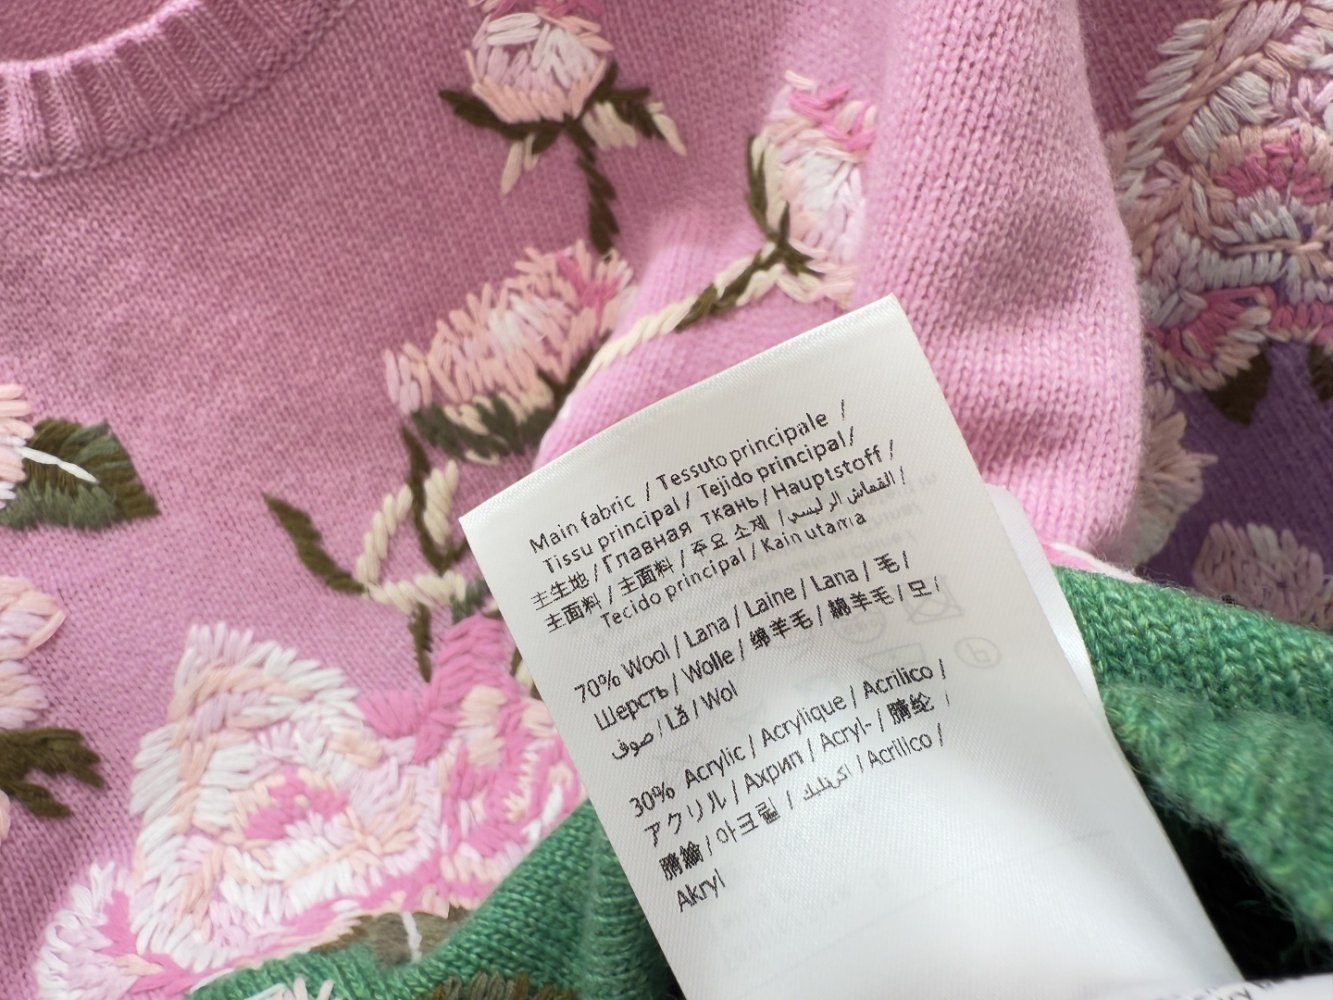 Main fabric / Tessuto principale /
Tissu principal / Tejido principal /
Главная ткань / Hauptstoff /
主生地 / 主面料 / 주요 소재 / القماش الرئيسي /
主面料 / Tecido principal / Kain utama
70% Wool / Lana / Laine / Lana / 毛 /
Шерсть / Wolle / 绵羊毛 / 綿羊毛 / 모 /
صوف / Lã / Wol
30% Acrylic / Acrylique / Acrilico /
アクリル / Акрил / Acryl- / 腈纶 /
腈綸 / 아크릴 / اكريليك / Acrílico /
Akryl